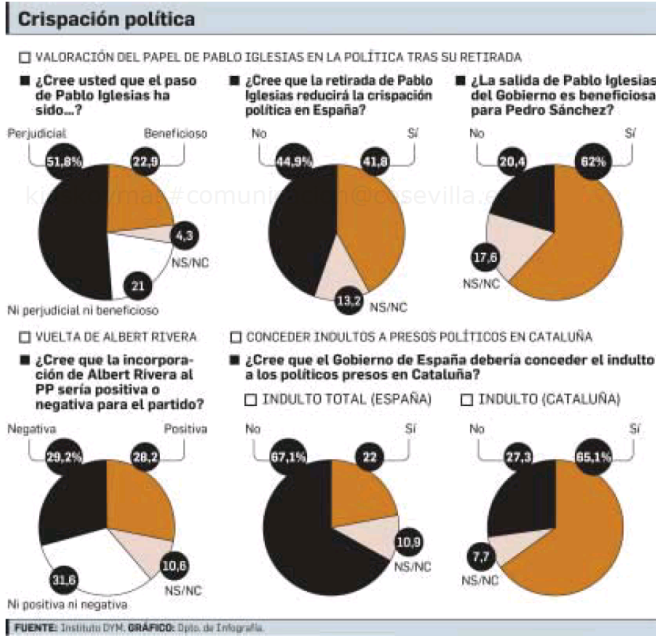 Crispación política
VALORACIÓN DEL PAPEL DE PABLO IGLESIAS EN LA POLÍTICA TRAS SU RETIRADA
¿Cree usted que el paso
de Pablo Iglesias ha
sido...?
Perjudicial
Beneficioso
51,8%
22,9
4,3
NS/NC
21
Ni perjudicial ni beneficioso
¿Cree que la retirada de Pablo
Iglesias reducirá la crispación
política en España?
No
Sí
44,9%
41,8
13,2
NS/NC
¿La salida de Pablo Iglesias
del Gobierno es beneficiosa
para Pedro Sánchez?
No
Sí
20,4
62%
17,6
NS/NC
VUELTA DE ALBERT RIVERA
¿Cree que la incorpora-
ción de Albert Rivera al
PP sería positiva o
negativa para el partido?
Negativa
Positiva
29,2%
28,2
10,6
NS/NC
31,6
Ni positiva ni negativa
CONCEDER INDULTOS A PRESOS POLÍTICOS EN CATALUÑA
¿Cree que el Gobierno de España debería conceder el indulto
a los políticos presos en Cataluña?
INDULTO TOTAL (ESPAÑA)
No
Sí
67,1%
22
10,9
NS/NC
INDULTO (CATALUÑA)
No
Sí
27,3
65,1%
7,7
NS/NC
FUENTE: Instituto DYM. GRÁFICO: Dpto. de Infografía.